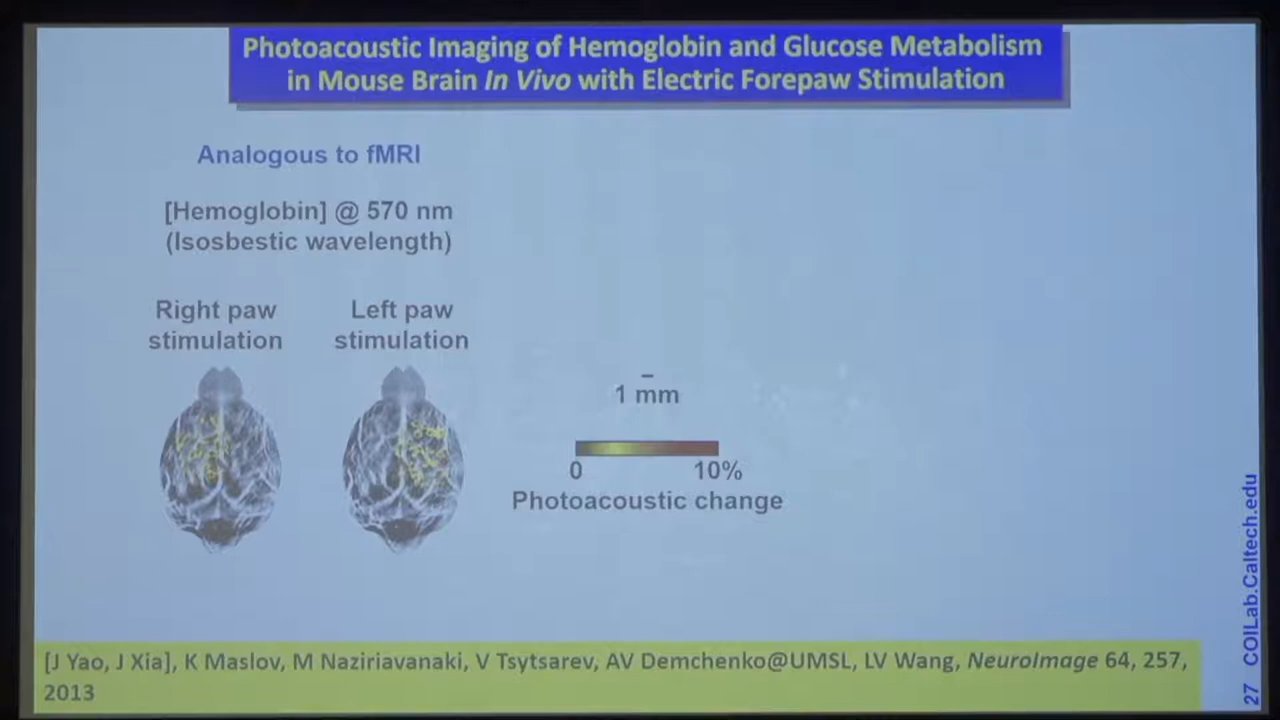 Photoacoustic Imaging of Hemoglobin and Glucose Metabolism
in Mouse Brain In Vivo with Electric Forepaw Stimulation
Analogous to fMRI
[Hemoglobin] @ 570 nm
(Isosbestic wavelength)
Right paw
stimulation
Left paw
stimulation
1 mm
0
10%
Photoacoustic change
[J Yao, J Xia], K Maslov, M Naziriavanaki, V Tsytsarev, AV Demchenko@UMSL, LV Wang, NeuroImage 64, 257,
2013
27 COILab.Caltech.edu